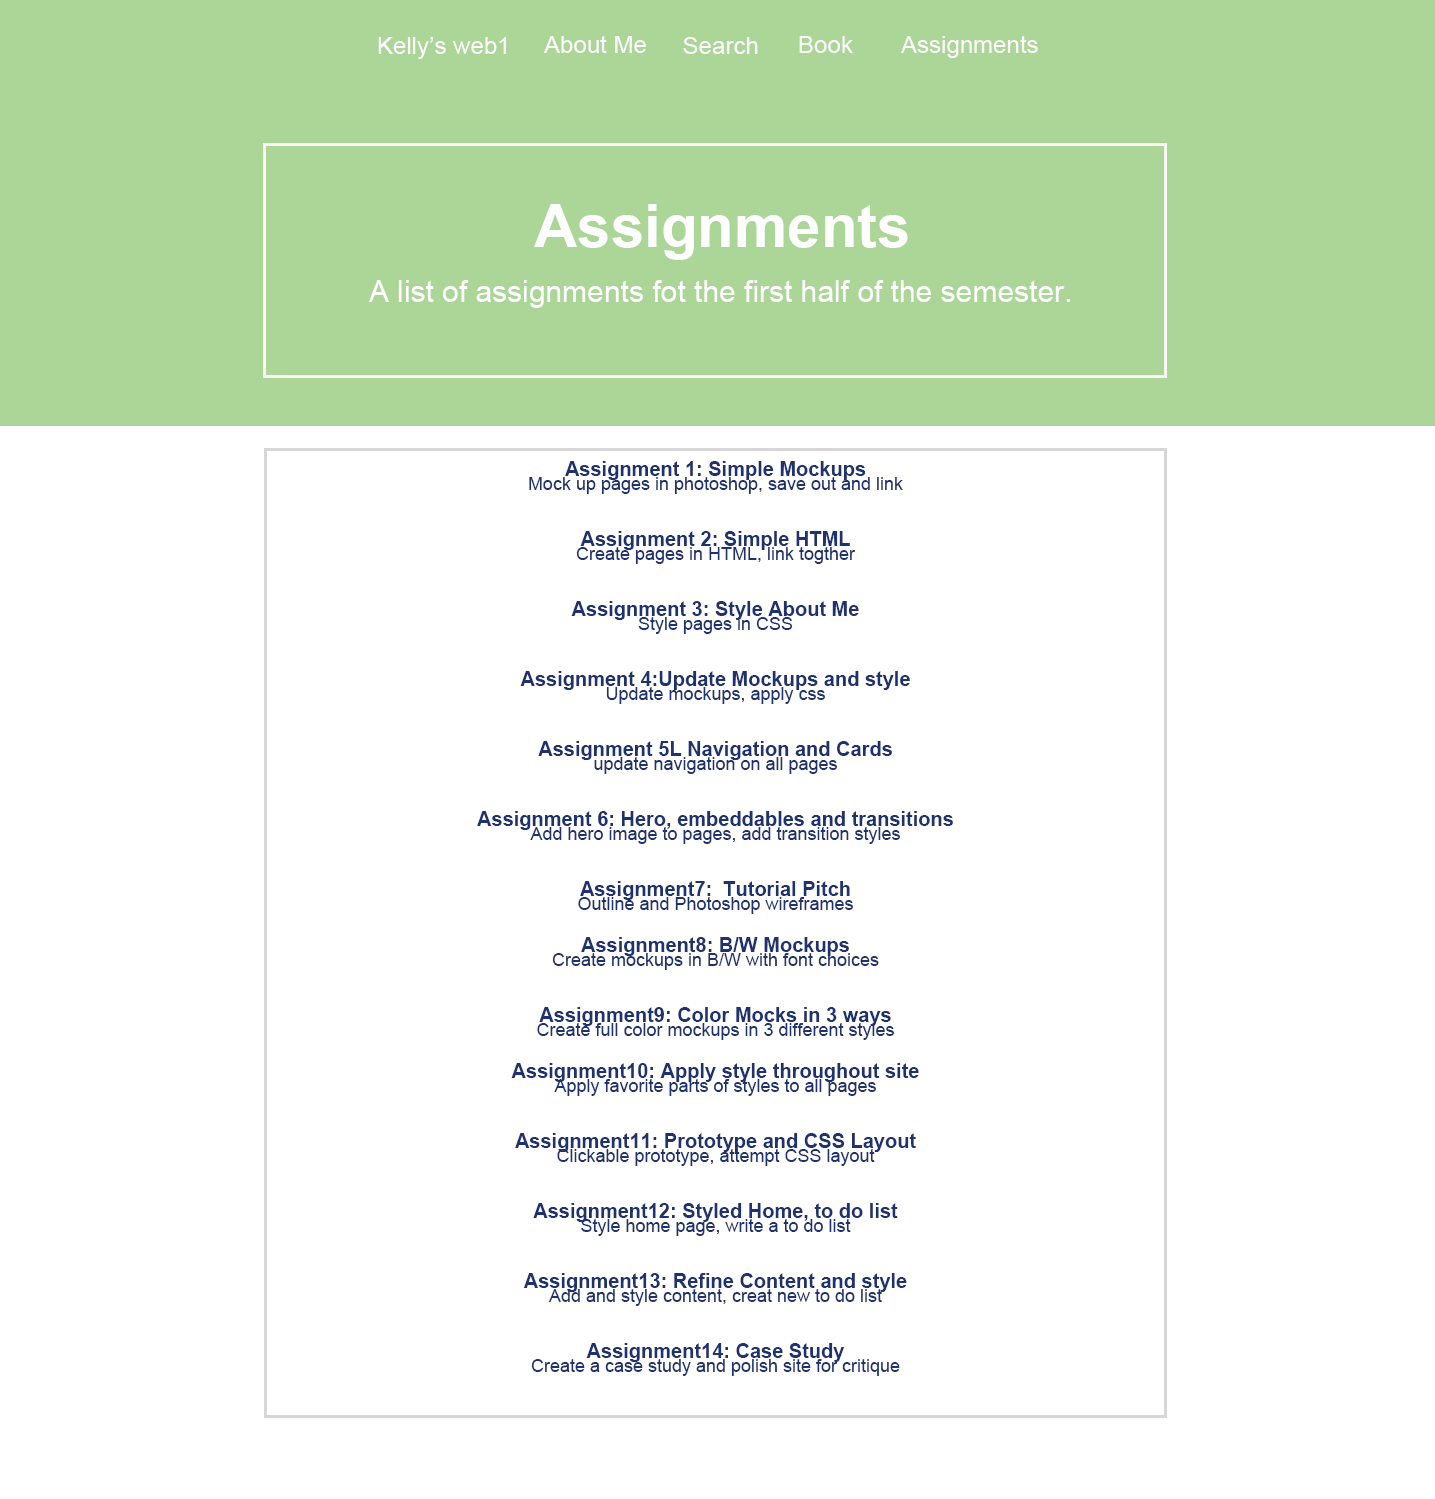 Kelly’s web1 About Me Search Book Assignments
Assignments
A list of assignments fot the first half of the semester.
Assignment 1: Simple Mockups
Mock up pages in photoshop, save out and link
Assignment 2: Simple HTML
Create pages in HTML, link togther
Assignment 3: Style About Me
Style pages in CSS
Assignment 4:Update Mockups and style
Update mockups, apply css
Assignment 5L Navigation and Cards
update navigation on all pages
Assignment 6: Hero, embeddables and transitions
Add hero image to pages, add transition styles
Assignment7:  Tutorial Pitch
Outline and Photoshop wireframes
Assignment8: B/W Mockups
Create mockups in B/W with font choices
Assignment9: Color Mocks in 3 ways
Create full color mockups in 3 different styles
Assignment10: Apply style throughout site
Apply favorite parts of styles to all pages
Assignment11: Prototype and CSS Layout
Clickable prototype, attempt CSS layout
Assignment12: Styled Home, to do list
Style home page, write a to do list
Assignment13: Refine Content and style
Add and style content, creat new to do list
Assignment14: Case Study
Create a case study and polish site for critique